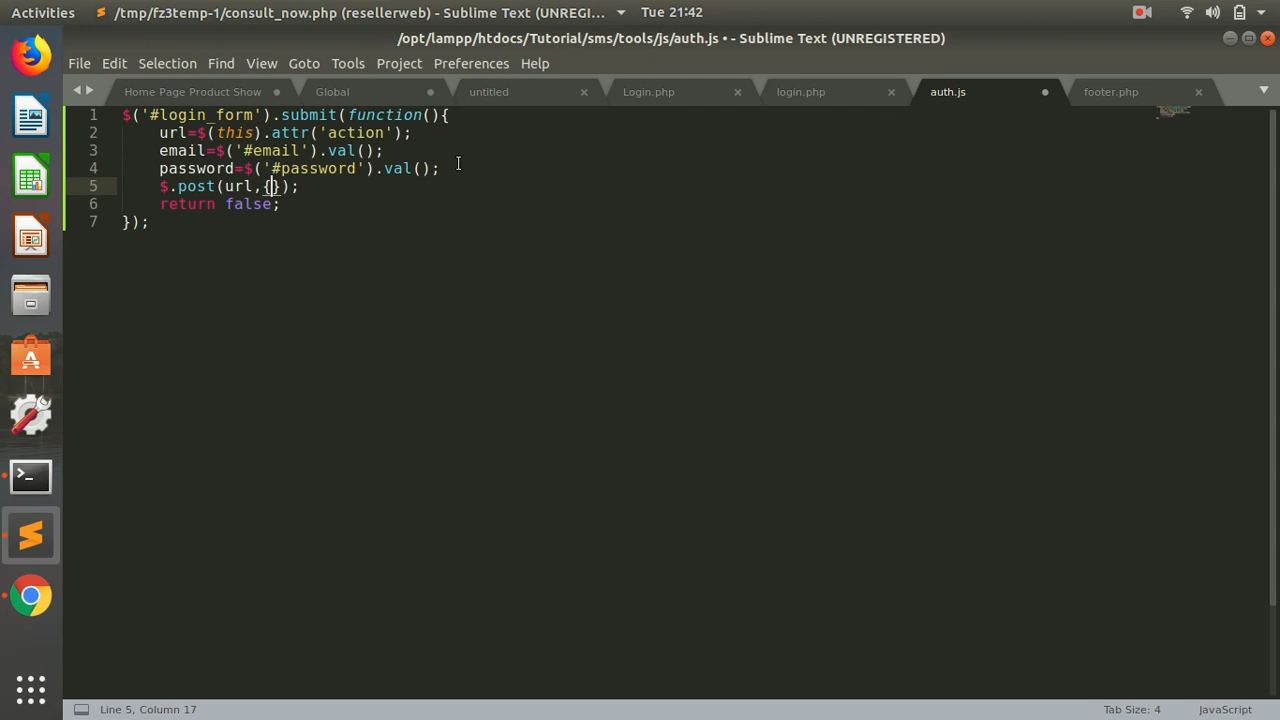 Activities /tmp/fz3temp-1/consult_now.php (resellerweb) - Sublime Text (UNREGI... Tue 21:42
/opt/lampp/htdocs/Tutorial/sms/tools/js/auth.js • - Sublime Text (UNREGISTERED)
File Edit Selection Find View Goto Tools Project Preferences Help
Home Page Product Show Global untitled Login.php login.php auth.js footer.php
1 $('#login_form').submit(function(){
2 url=$(this).attr('action');
3 email=$('#email').val();
4 password=$('#password').val();
5 $.post(url,{});
6 return false;
7 });
Line 5, Column 17 Tab Size: 4 JavaScript